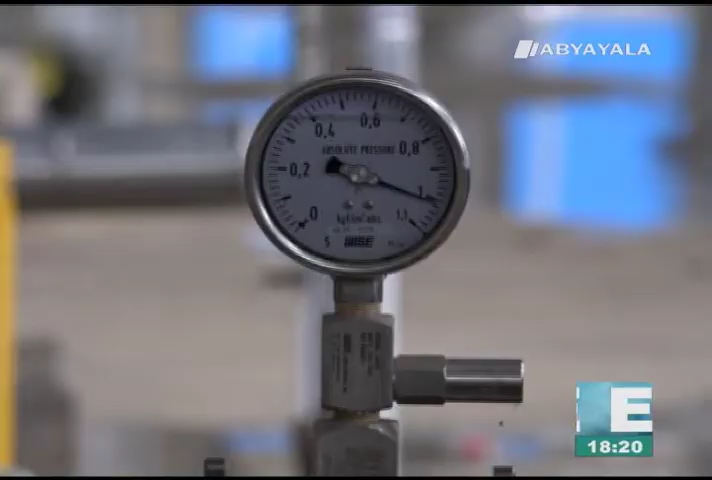 ABYAYALA
0,6
0,4
0,8
ABSOLUTE PRESSURE
0,2
1
0
1,1
kgf/cm² abs.
WISE
E
18:20